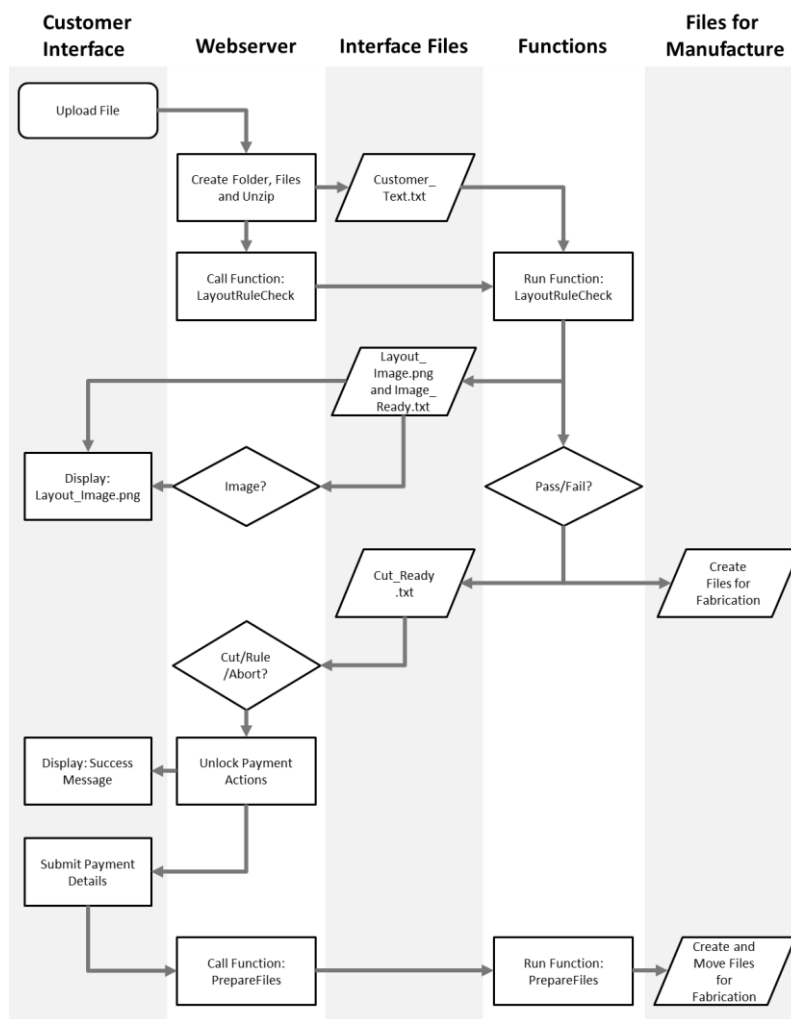 Customer
Interface
Webserver
Interface Files
Functions
Files for
Manufacture
Upload File
Create Folder, Files
and Unzip
Customer_
Text.txt
Call Function:
LayoutRuleCheck
Run Function:
LayoutRuleCheck
Layout_
Image.png
and Image_
Ready.txt
Display:
Layout_Image.png
Image?
Pass/Fail?
Cut_Ready
.txt
Create
Files for
Fabrication
Cut/Rule
/Abort?
Display: Success
Message
Unlock Payment
Actions
Submit Payment
Details
Call Function:
PrepareFiles
Run Function:
PrepareFiles
Create and
Move Files
for
Fabrication